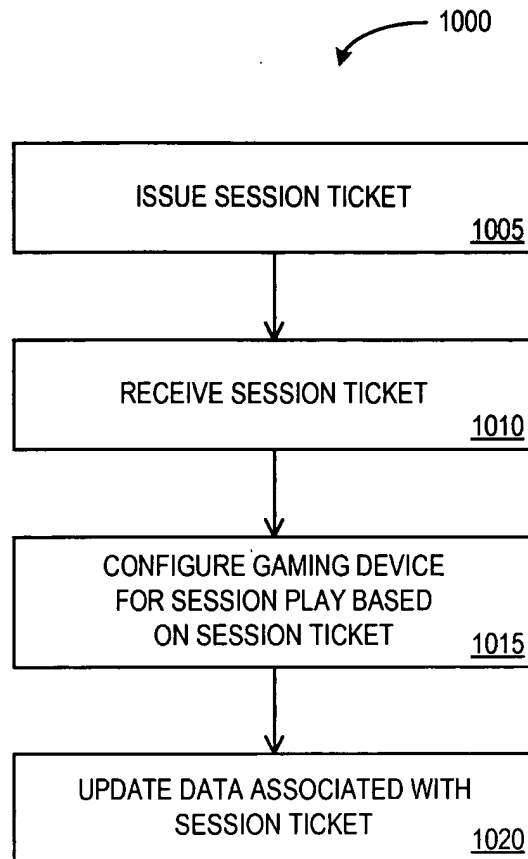 1000
ISSUE SESSION TICKET
1005
RECEIVE SESSION TICKET
1010
CONFIGURE GAMING DEVICE
FOR SESSION PLAY BASED
ON SESSION TICKET
1015
UPDATE DATA ASSOCIATED WITH
SESSION TICKET
1020